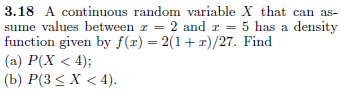 3.18 A continuous random variable X that can as-
sume values between x = 2 and x = 5 has a density
function given by f(x) = 2(1 + x)/27. Find
(a) P(X < 4);
(b) P(3 ≤ X < 4).